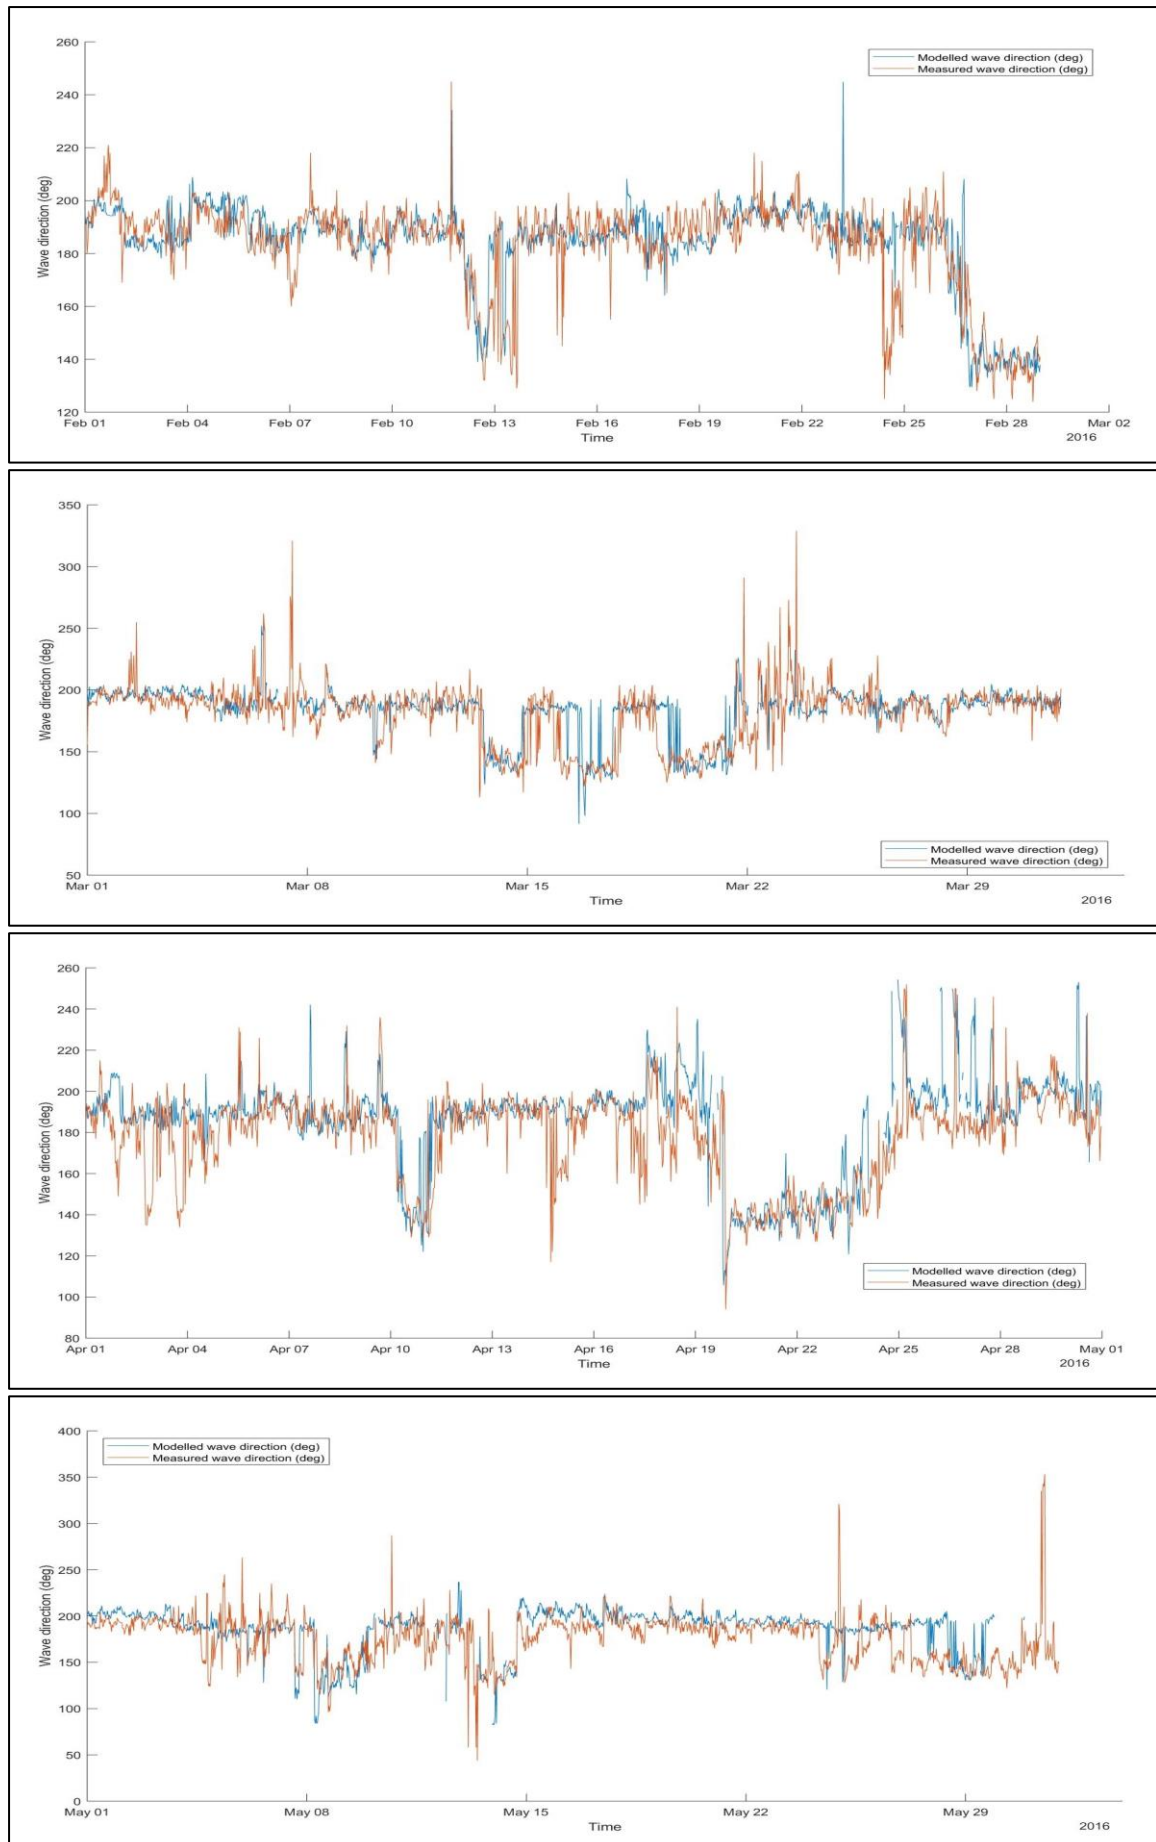 260
240
220
200
180
160
140
120
Wave direction (deg)
Modelled wave direction (deg)
Measured wave direction (deg)
Feb 01 Feb 04 Feb 07 Feb 10 Feb 13 Feb 16 Feb 19 Feb 22 Feb 25 Feb 28 Mar 02
Time
2016
350
300
250
200
150
100
50
Wave direction (deg)
Modelled wave direction (deg)
Measured wave direction (deg)
Mar 01 Mar 08 Mar 15 Mar 22 Mar 29
Time
2016
260
240
220
200
180
160
140
120
100
80
Wave direction (deg)
Modelled wave direction (deg)
Measured wave direction (deg)
Apr 01 Apr 04 Apr 07 Apr 10 Apr 13 Apr 16 Apr 19 Apr 22 Apr 25 Apr 28 May 01
Time
2016
400
350
300
250
200
150
100
50
0
Wave direction (deg)
Modelled wave direction (deg)
Measured wave direction (deg)
May 01 May 08 May 15 May 22 May 29
Time
2016